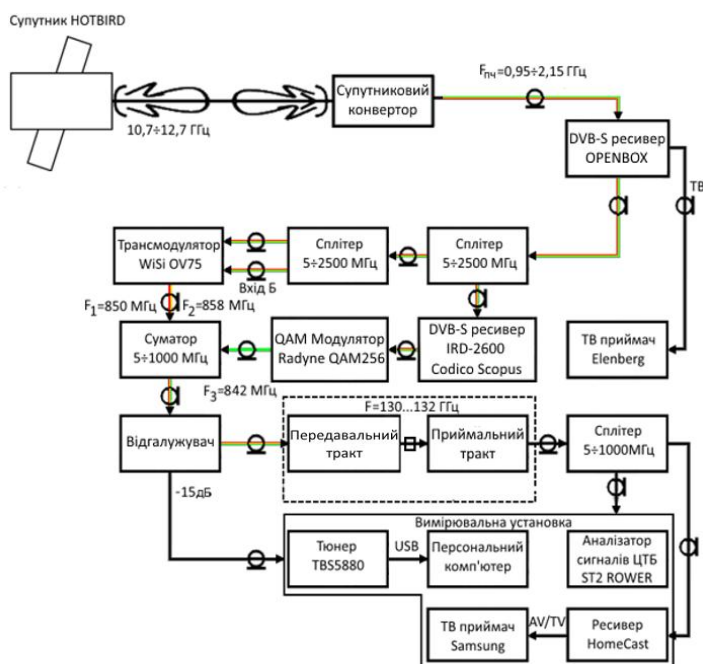 Супутник HOTBIRD
10,7÷12,7 ГГц
Супутниковий
конвертор
Fпч=0,95÷2,15 ГГц
DVB-S ресивер
OPENBOX
ТВ
Трансмодулятор
WiSi OV75
Вхід Б
Сплітер
5÷2500 МГц
Сплітер
5÷2500 МГц
F1=850 МГц
F2=858 МГц
Суматор
5÷1000 МГц
QAM Модулятор
Radyne QAM256
DVB-S ресивер
IRD-2600
Codico Scopus
ТВ приймач
Elenberg
F3=842 МГц
F=130...132 ГГц
Відгалужувач
Передавальний
тракт
Приймальний
тракт
Сплітер
5÷1000МГц
-15дБ
Вимірювальна установка
Тюнер
TBS5880
USB
Персональний
комп'ютер
Аналізатор
сигналів ЦТБ
ST2 ROWER
ТВ приймач
Samsung
AV/TV
Ресивер
HomeCast